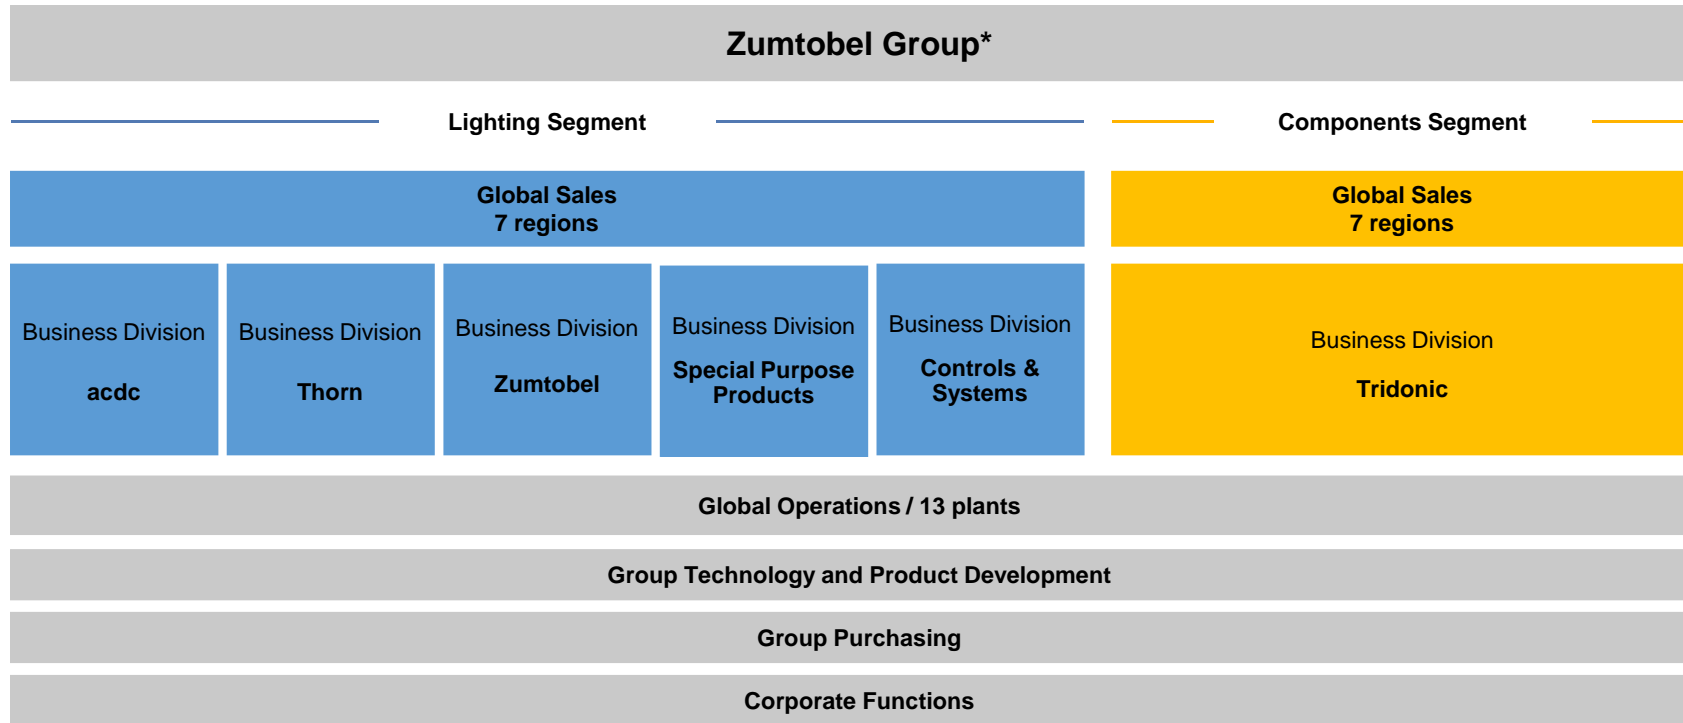 Zumtobel Group*
Lighting Segment
Components Segment
Global Sales
7 regions
Global Sales
7 regions
Business Division
acdc
Business Division
Thorn
Business Division
Zumtobel
Business Division
Special Purpose
Products
Business Division
Controls &
Systems
Business Division
Tridonic
Global Operations / 13 plants
Group Technology and Product Development
Group Purchasing
Corporate Functions